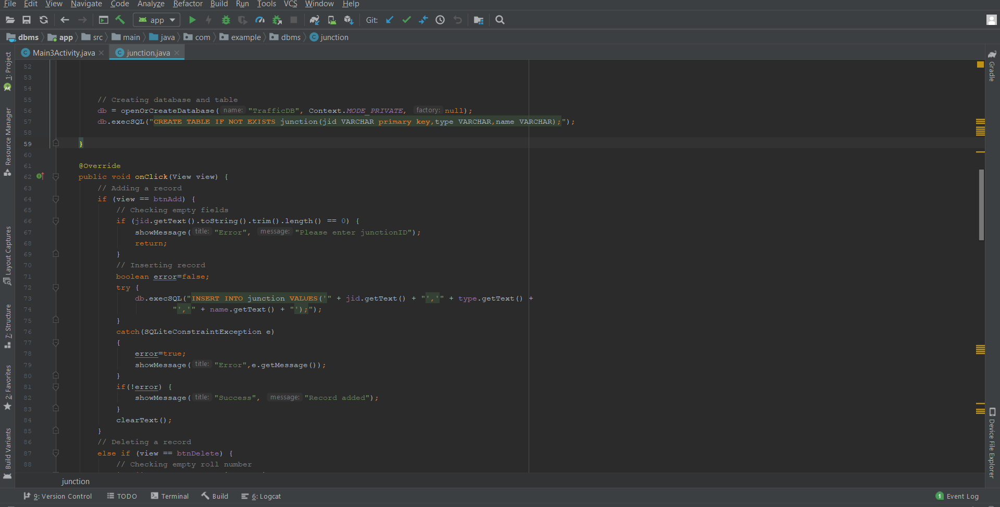 File Edit View Navigate Code Analyze Refactor Build Run Tools VCS Window Help
app Git:
dbms app src main java com example dbms junction
Main3Activity.java junction.java
1: Project
Resource Manager
Layout Captures
7: Structure
2: Favorites
Build Variants
52
53
54
55 // Creating database and table
56 db = openOrCreateDatabase( name: "TrafficDB", Context.MODE_PRIVATE, factory: null);
57 db.execSQL("CREATE TABLE IF NOT EXISTS junction(jid VARCHAR primary key,type VARCHAR,name VARCHAR);");
58
59 }
60
61 @Override
62 public void onClick(View view) {
63 // Adding a record
64 if (view == btnAdd) {
65 // Checking empty fields
66 if (jid.getText().toString().trim().length() == 0) {
67 showMessage( title: "Error", message: "Please enter junctionID");
68 return;
69 }
70 // Inserting record
71 boolean error=false;
72 try {
73 db.execSQL("INSERT INTO junction VALUES('" + jid.getText() + "','" + type.getText() +
74 "','" + name.getText() + "');");
75 }
76 catch(SQLiteConstraintException e)
77 {
78 error=true;
79 showMessage( title: "Error",e.getMessage());
80 }
81 if(!error) {
82 showMessage( title: "Success", message: "Record added");
83 }
84 clearText();
85 }
86 // Deleting a record
87 else if (view == btnDelete) {
88 // Checking empty roll number
Gradle
Device File Explorer
junction
9: Version Control TODO Terminal Build 6: Logcat 1 Event Log